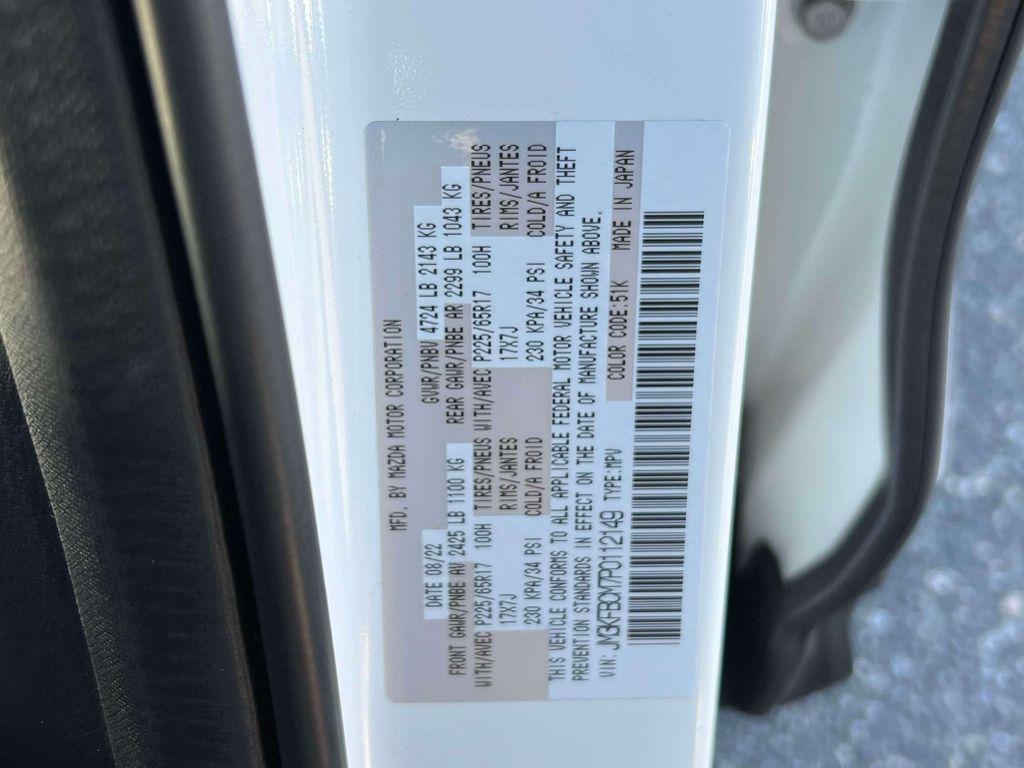 MFD. BY MAZDA MOTOR CORPORATION
DATE 08/22 GVWR/PNBV 4724 LB 2143 KG
FRONT GAWR/PNBE AV 2425 LB 1100 KG REAR GAWR/PNBE AR 2299 LB 1043 KG
WITH/AVEC P225/65R17 100H TIRES/PNEUS WITH/AVEC P225/65R17 100H TIRES/PNEUS
17X7J RIMS/JANTES 17X7J RIMS/JANTES
230 KPA/34 PSI COLD/A FROID 230 KPA/34 PSI COLD/A FROID
THIS VEHICLE CONFORMS TO ALL APPLICABLE FEDERAL MOTOR VEHICLE SAFETY AND THEFT
PREVENTION STANDARDS IN EFFECT ON THE DATE OF MANUFACTURE SHOWN ABOVE.
VIN: JM3KFBCM7P0112149 TYPE:MPV COLOR CODE:51K MADE IN JAPAN